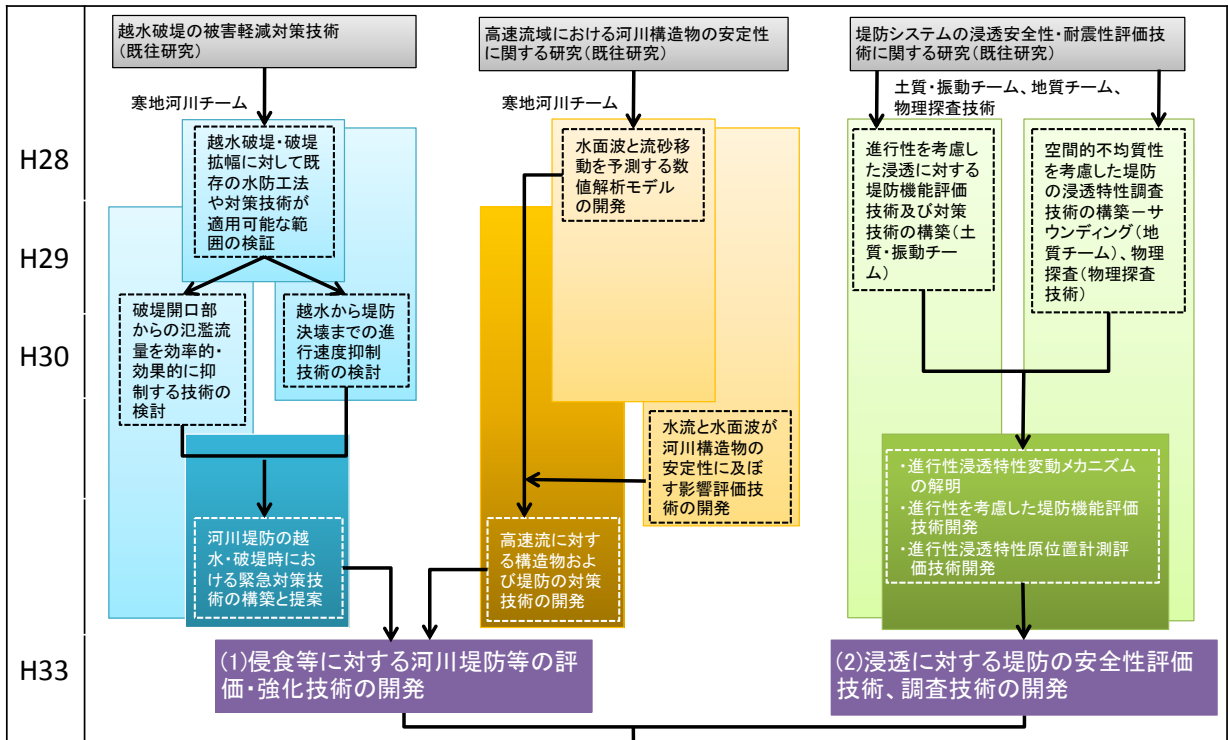 越水破堤の被害軽減対策技術
(既往研究)
高速流域における河川構造物の安定性
に関する研究(既往研究)
堤防システムの浸透安全性・耐震性評価技
術に関する研究(既往研究)
寒地河川チーム
寒地河川チーム
土質・振動チーム、地質チーム、
物理探査技術
H28
H29
H30
H33
越水破堤・破堤
拡幅に対して既
存の水防工法
や対策技術が
適用可能な範
囲の検証
破堤開口部
からの氾濫流
量を効率的・
効果的に抑
制する技術の
検討
越水から堤防
決壊までの進
行速度抑制
技術の検討
河川堤防の越
水・破堤時にお
ける緊急対策技
術の構築と提案
水面波と流砂移
動を予測する数
値解析モデル
の開発
水流と水面波が
河川構造物の
安定性に及ぼ
す影響評価技
術の開発
高速流に対す
る構造物およ
び堤防の対策
技術の開発
進行性を考慮し
た浸透に対する
堤防機能評価
技術及び対策
技術の構築(土
質・振動チー
ム)
空間的不均質性
を考慮した堤防
の浸透特性調査
技術の構築－サ
ウンディング(地
質チーム)、物理
探査(物理探査
技術)
・進行性浸透特性変動メカニズム
の解明
・進行性を考慮した堤防機能評価
技術開発
・進行性浸透特性原位置計測評
価技術開発
(1)侵食等に対する河川堤防等の評
価・強化技術の開発
(2)浸透に対する堤防の安全性評価
技術、調査技術の開発